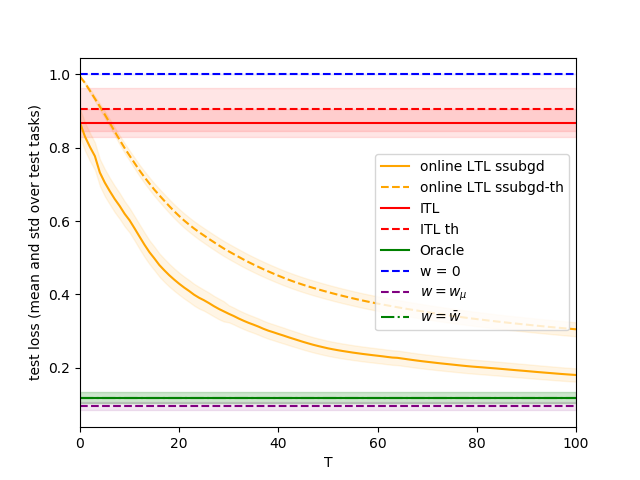 1.0
0.8
0.6
0.4
0.2
0
20
40
60
80
100
T
test loss (mean and std over test tasks)
online LTL ssubgd
online LTL ssubgd-th
ITL
ITL th
Oracle
w = 0
w = w_μ
w = w̄